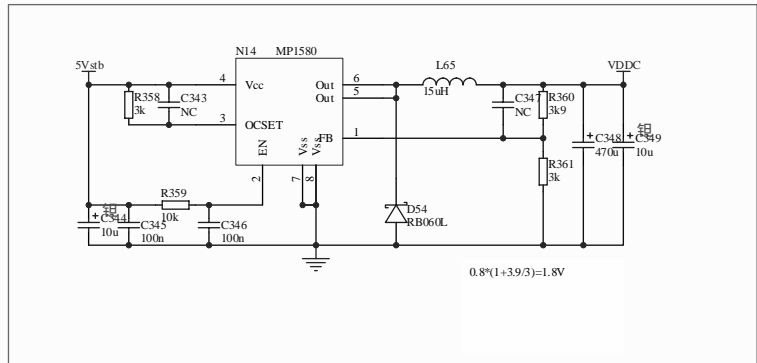 5Vstb
N14 MP1580
VDDC
4
Vcc
Out
6
Out
5
L65
15uH
R358
3k
C343
NC
3
OCSET
FB
1
C347
NC
R360
3k9
EN
Vss
Vss
2
7
8
钽
C348
470u
C349
10u
R361
3k
R359
10k
钽
C344
10u
C345
100n
C346
100n
D54
RB060L
0.8*(1+3.9/3)=1.8V